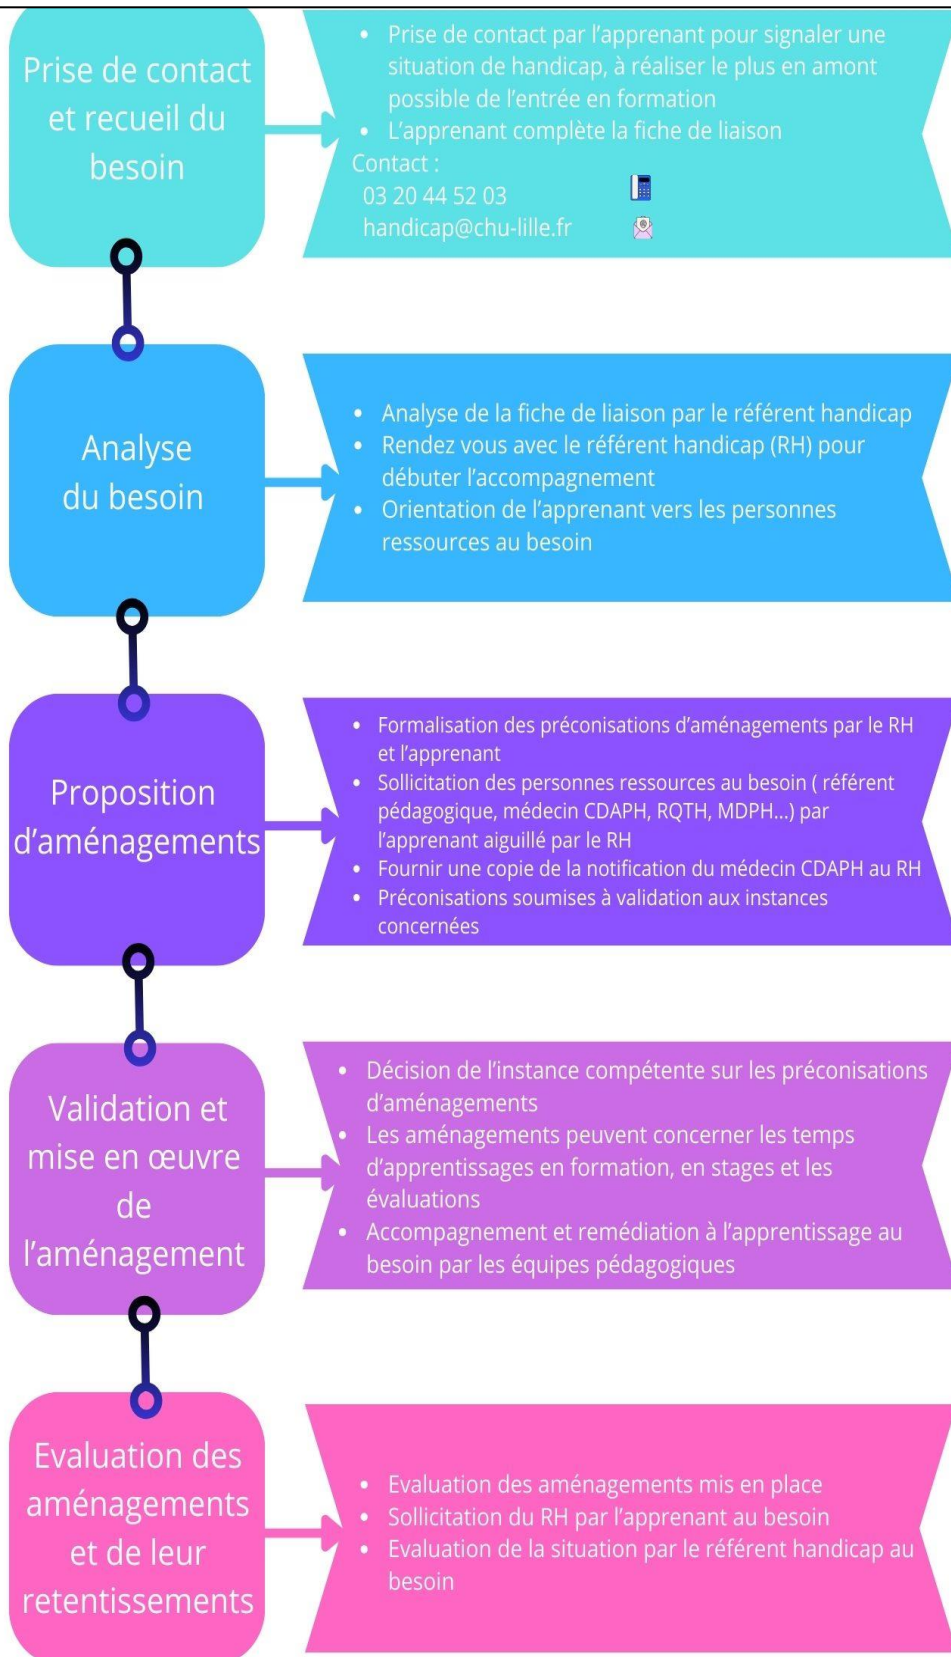 Prise de contact
et recueil du
besoin
• Prise de contact par l'apprenant pour signaler une
situation de handicap, à réaliser le plus en amont
possible de l'entrée en formation
• L'apprenant complète la fiche de liaison
Contact :
03 20 44 52 03
handicap@chu-lille.fr
Analyse
du besoin
• Analyse de la fiche de liaison par le référent handicap
• Rendez vous avec le référent handicap (RH) pour
débuter l'accompagnement
• Orientation de l'apprenant vers les personnes
ressources au besoin
Proposition
d'aménagements
• Formalisation des préconisations d'aménagements par le RH
et l'apprenant
• Sollicitation des personnes ressources au besoin ( référent
pédagogique, médecin CDAPH, RQTH, MDPH...) par
l'apprenant aiguillé par le RH
• Fournir une copie de la notification du médecin CDAPH au RH
• Préconisations soumises à validation aux instances
concernées
Validation et
mise en œuvre
de
l'aménagement
• Décision de l'instance compétente sur les préconisations
d'aménagements
• Les aménagements peuvent concerner les temps
d'apprentissages en formation, en stages et les
évaluations
• Accompagnement et remédiation à l'apprentissage au
besoin par les équipes pédagogiques
Evaluation des
aménagements
et de leur
retentissements
• Evaluation des aménagements mis en place
• Sollicitation du RH par l'apprenant au besoin
• Evaluation de la situation par le référent handicap au
besoin